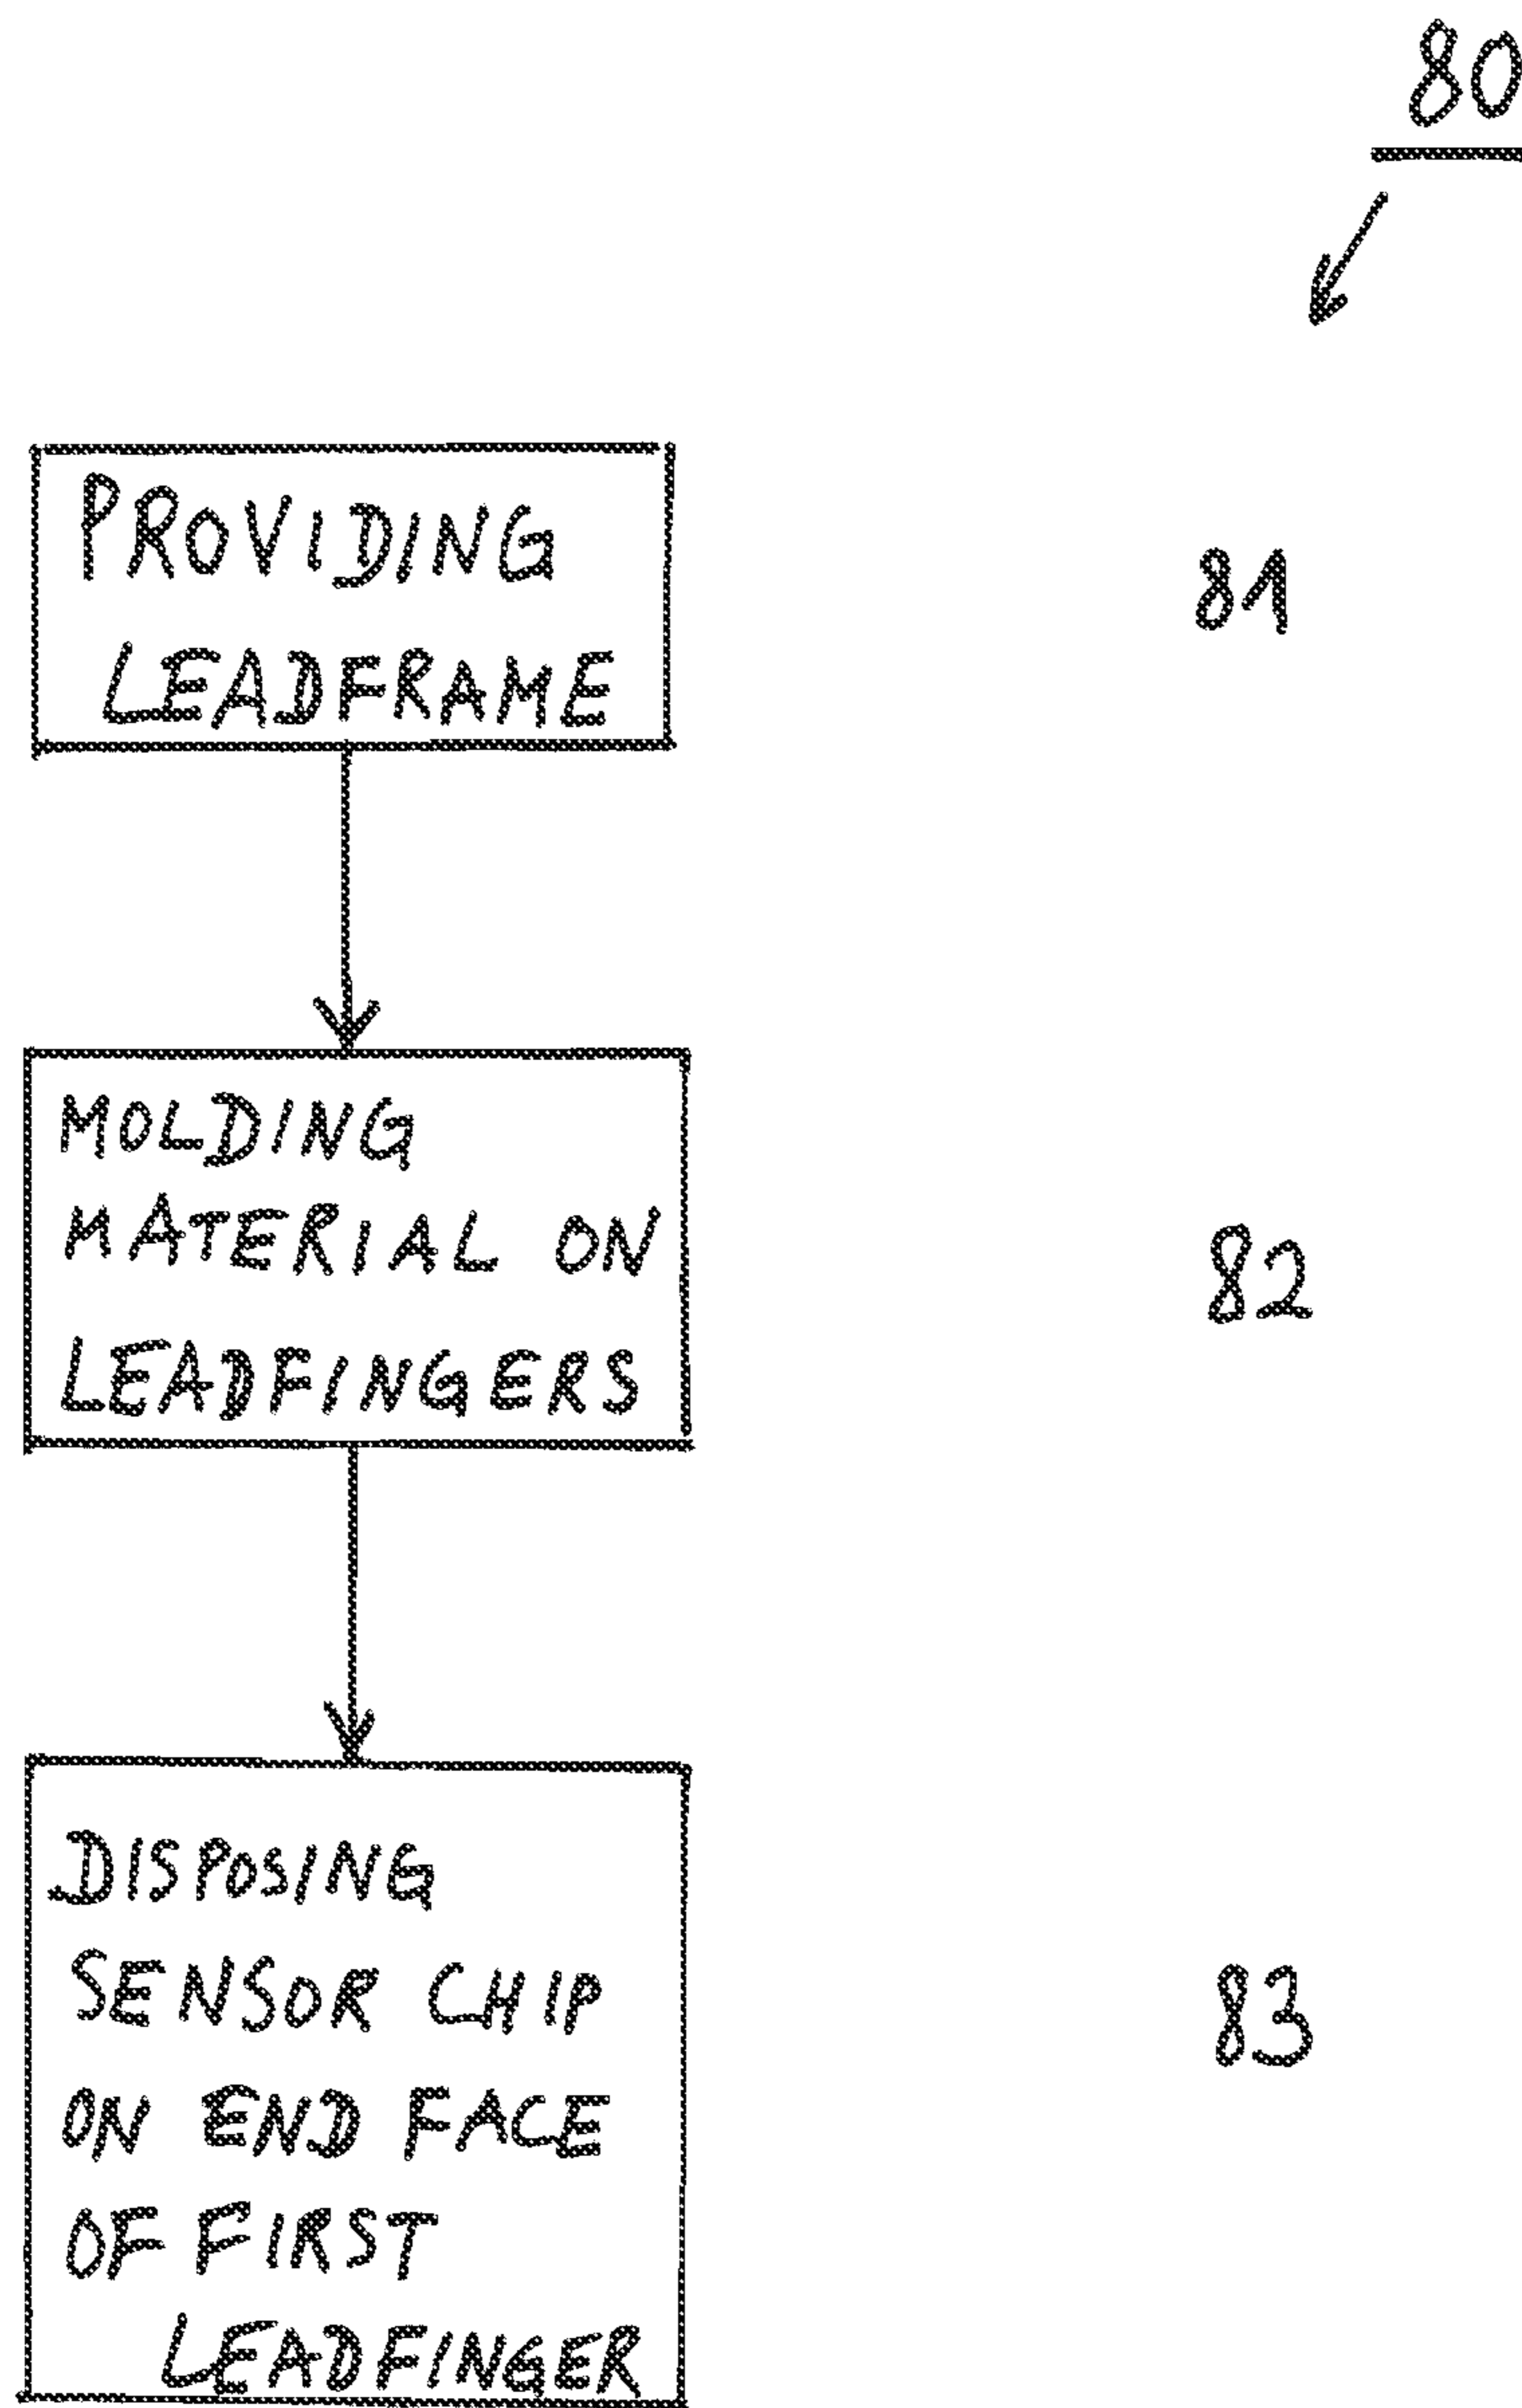 80
PROVIDING
LEADFRAME
81
MOLDING
MATERIAL ON
LEADFINGERS
82
DISPOSING
SENSOR CHIP
ON END FACE
OF FIRST
LEADFINGER
83